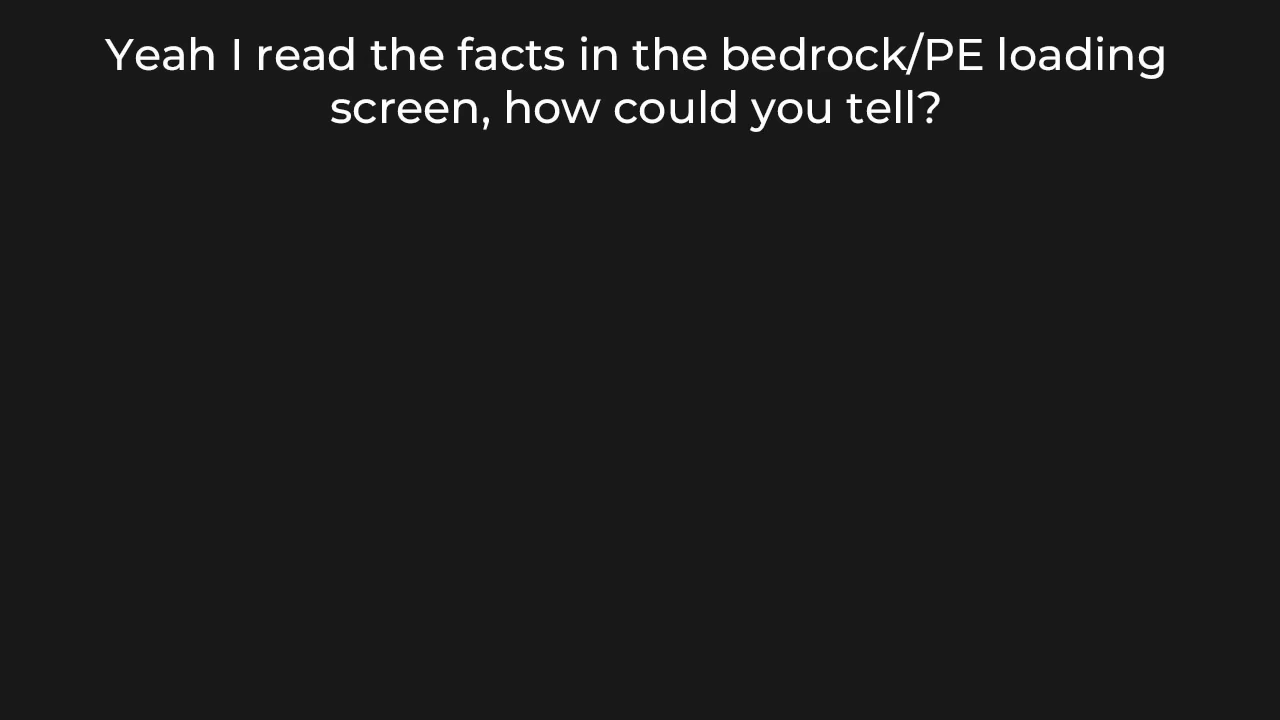 Yeah I read the facts in the bedrock/PE loading
screen, how could you tell?